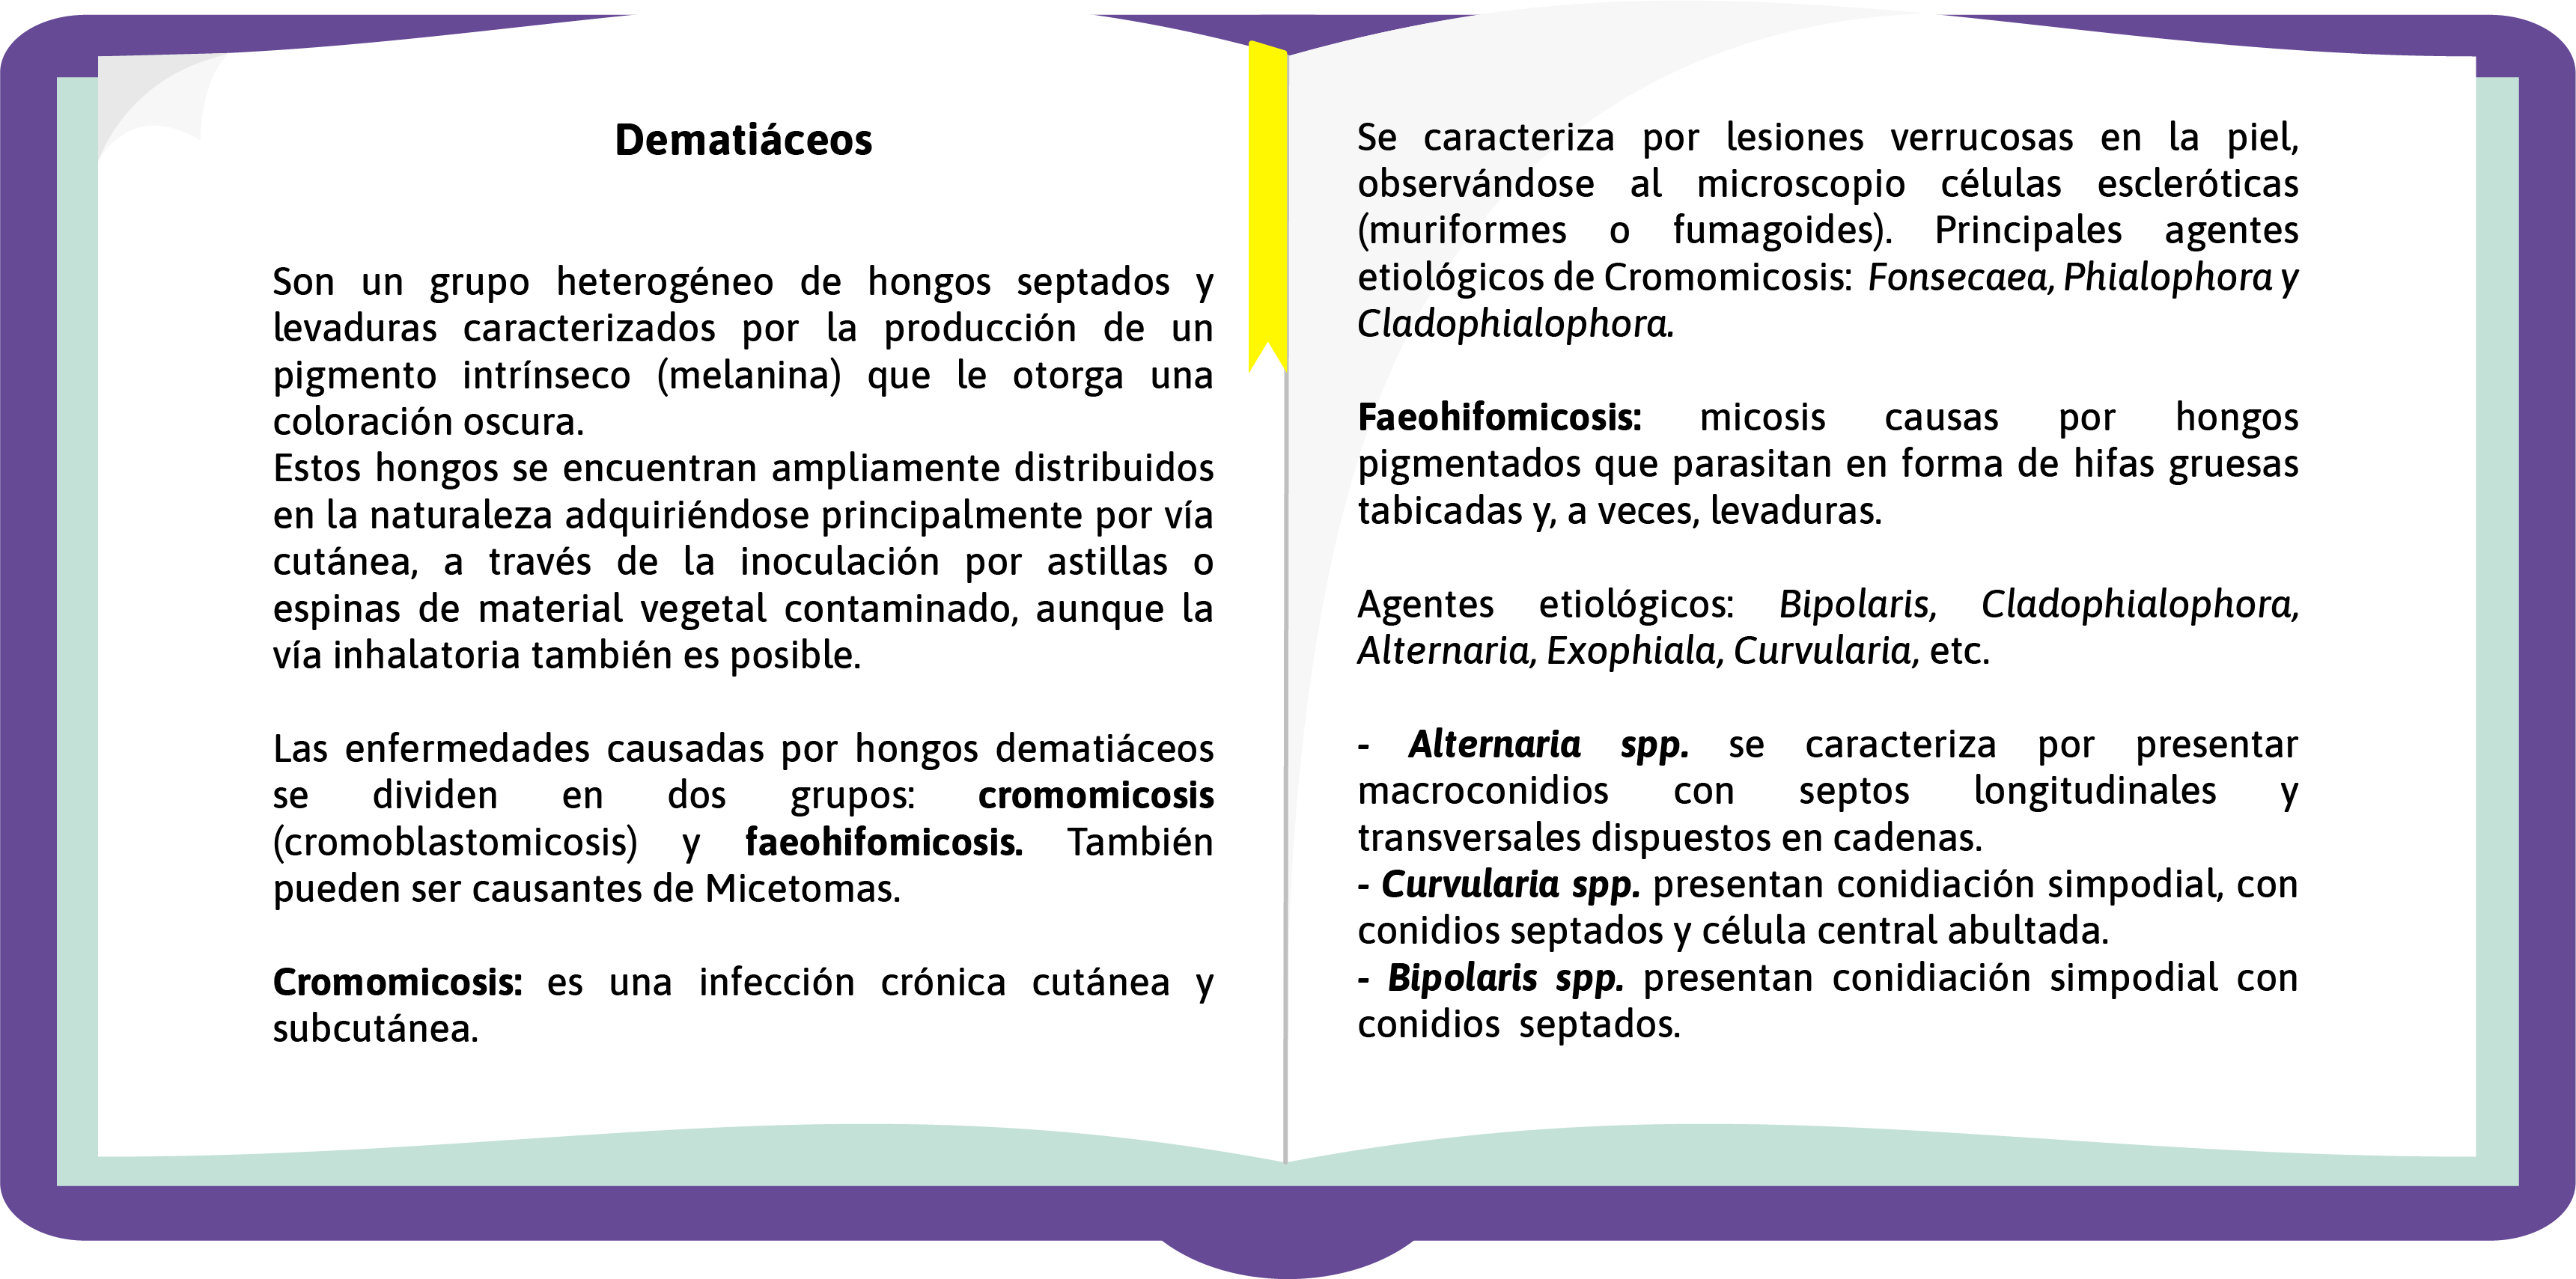 Dematiáceos
Son un grupo heterogéneo de hongos septados y
levaduras caracterizados por la producción de un
pigmento intrínseco (melanina) que le otorga una
coloración oscura.
Estos hongos se encuentran ampliamente distribuidos
en la naturaleza adquiriéndose principalmente por vía
cutánea, a través de la inoculación por astillas o
espinas de material vegetal contaminado, aunque la
vía inhalatoria también es posible.
Las enfermedades causadas por hongos dematiáceos
se dividen en dos grupos: cromomicosis
(cromoblastomicosis) y faeohifomicosis. También
pueden ser causantes de Micetomas.
Cromomicosis: es una infección crónica cutánea y
subcutánea.
Se caracteriza por lesiones verrucosas en la piel,
observándose al microscopio células escleróticas
(muriformes o fumagoides). Principales agentes
etiológicos de Cromomicosis: Fonsecaea, Phialophora y
Cladophialophora.
Faeohifomicosis: micosis causas por hongos
pigmentados que parasitan en forma de hifas gruesas
tabicadas y, a veces, levaduras.
Agentes etiológicos: Bipolaris, Cladophialophora,
Alternaria, Exophiala, Curvularia, etc.
- Alternaria spp. se caracteriza por presentar
macroconidios con septos longitudinales y
transversales dispuestos en cadenas.
- Curvularia spp. presentan conidiación simpodial, con
conidios septados y célula central abultada.
- Bipolaris spp. presentan conidiación simpodial con
conidios septados.